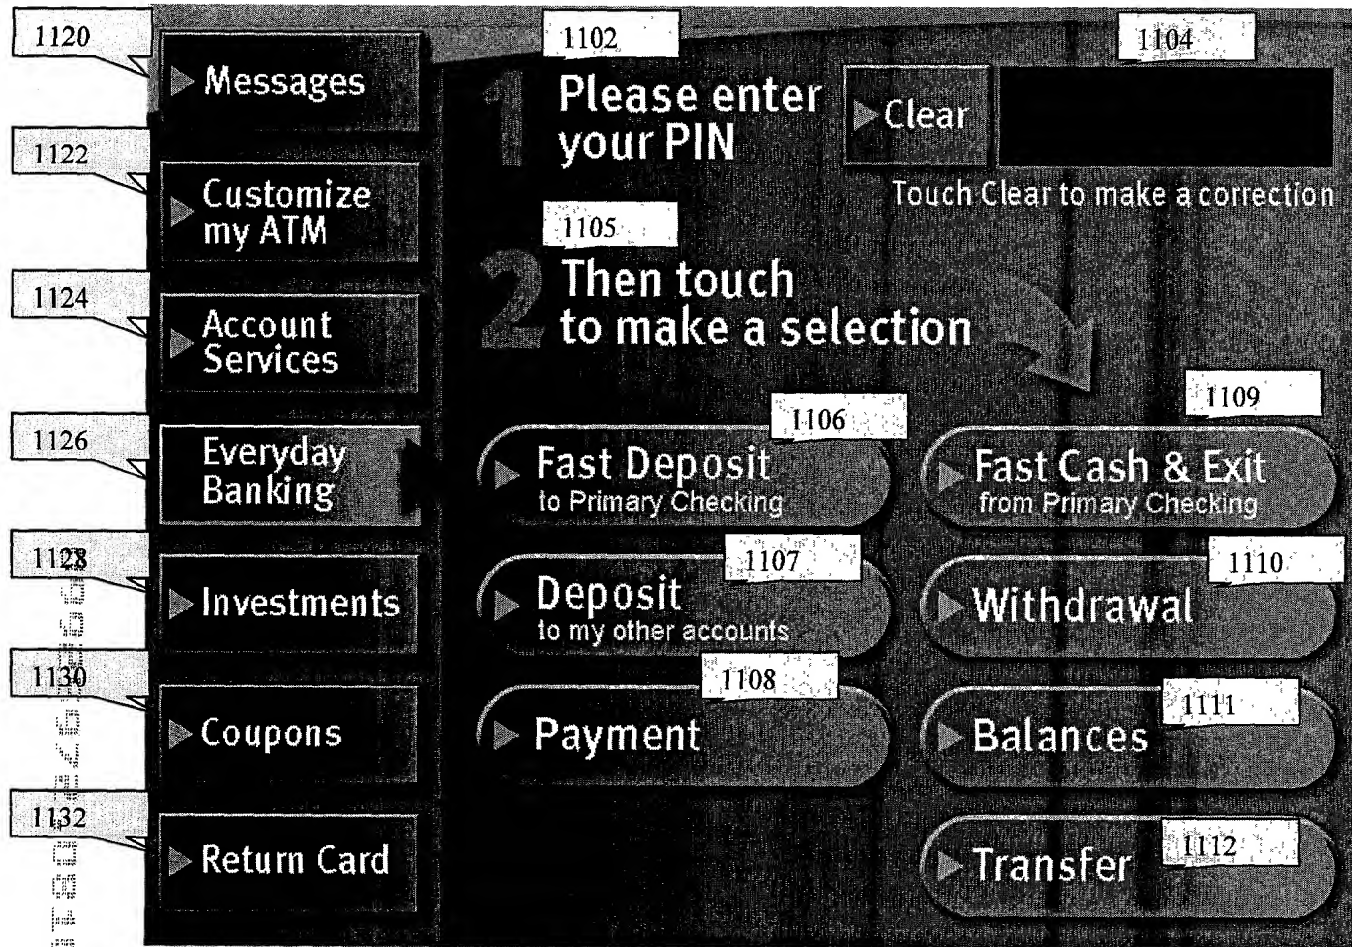 1120
Messages
1122
Customize
my ATM
1124
Account
Services
1126
Everyday
Banking
1128
Investments
1130
Coupons
1132
Return Card
1102
1 Please enter
your PIN
1104
Clear
Touch Clear to make a correction
1105
2 Then touch
to make a selection
1106
Fast Deposit
to Primary Checking
1109
Fast Cash & Exit
from Primary Checking
1107
Deposit
to my other accounts
1110
Withdrawal
1108
Payment
1111
Balances
1112
Transfer